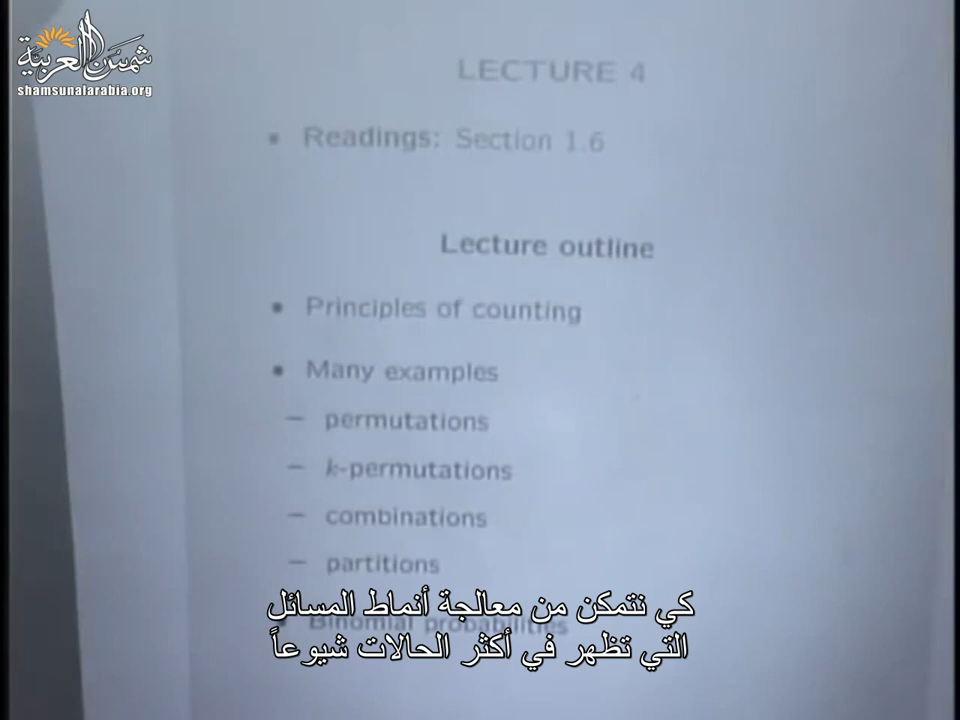 شمس العربية
shamsunalarabia.org
LECTURE 4
• Readings: Section 1.6
Lecture outline
• Principles of counting
• Many examples
– permutations
– k-permutations
– combinations
– partitions
• Binomial probabilities
كي نتمكن من معالجة أنماط المسائل
التي تظهر في أكثر الحالات شيوعاً